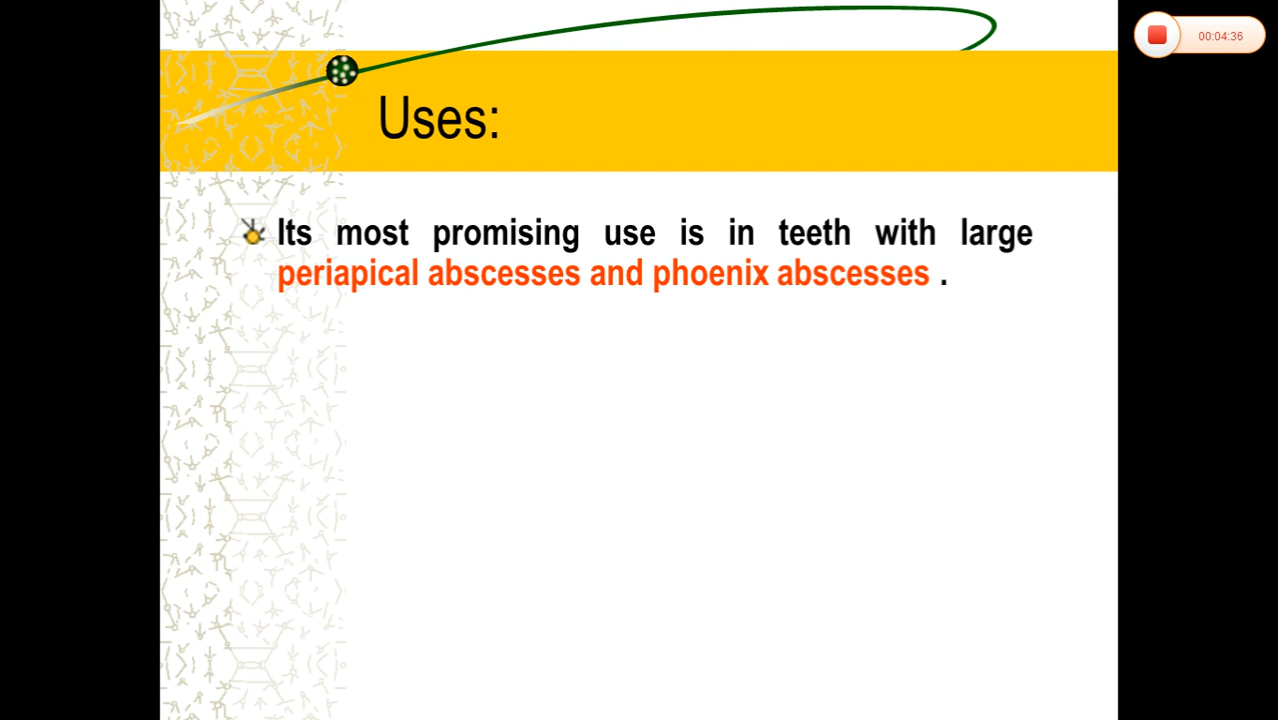 00:04:36
Uses:
Its most promising use is in teeth with large
periapical abscesses and phoenix abscesses .